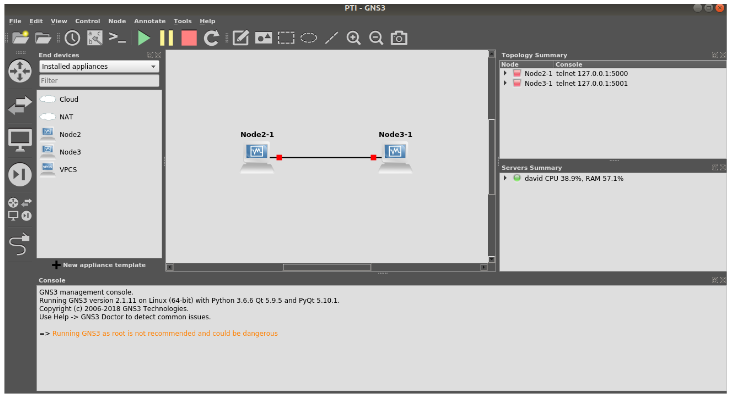 PTI - GNS3
File Edit View Control Node Annotate Tools Help
End devices
Installed appliances
Filter
Cloud
NAT
Node2
Node3
VPCS
New appliance template
Node2-1
Node3-1
Topology Summary
Node Console
Node2-1 telnet 127.0.0.1:5000
Node3-1 telnet 127.0.0.1:5001
Servers Summary
david CPU 38.9%, RAM 57.1%
Console
GNS3 management console.
Running GNS3 version 2.1.11 on Linux (64-bit) with Python 3.6.6 Qt 5.9.5 and PyQt 5.10.1.
Copyright (c) 2006-2018 GNS3 Technologies.
Use Help -> GNS3 Doctor to detect common issues.
=> Running GNS3 as root is not recommended and could be dangerous